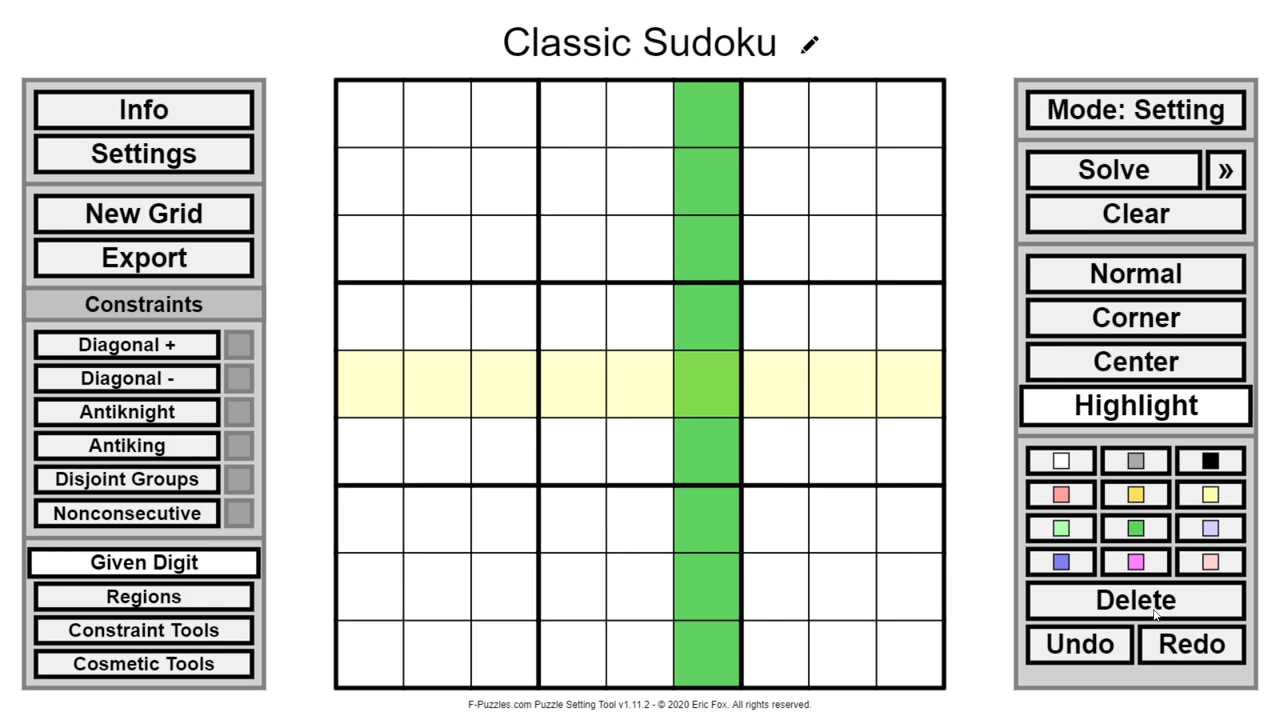 Classic Sudoku
Info
Settings
New Grid
Export
Constraints
Diagonal +
Diagonal -
Antiknight
Antiking
Disjoint Groups
Nonconsecutive
Given Digit
Regions
Constraint Tools
Cosmetic Tools
Mode: Setting
Solve »
Clear
Normal
Corner
Center
Highlight
Delete
Undo Redo
F-Puzzles.com Puzzle Setting Tool v1.11.2 - © 2020 Eric Fox. All rights reserved.